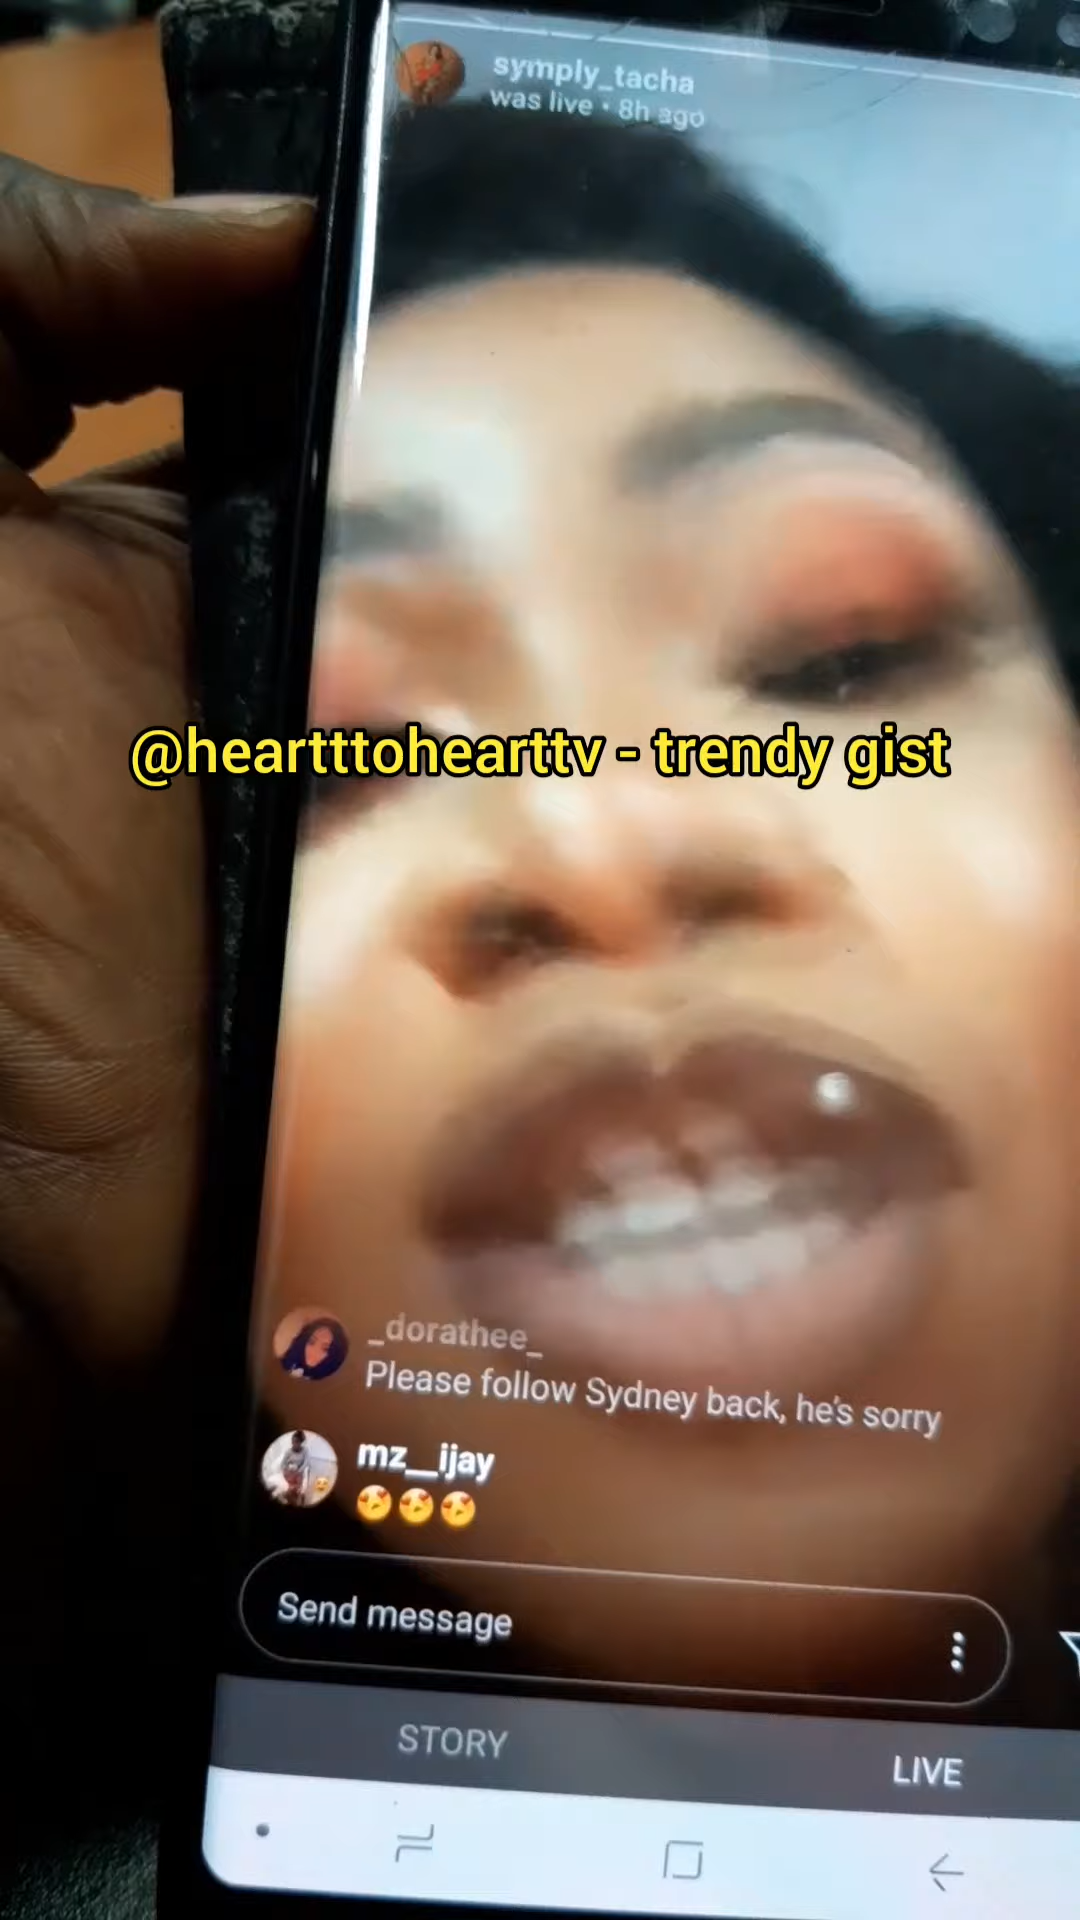 symply_tacha
was live • 8h ago
@heartttohearttv - trendy gist
_dorathee_
Please follow Sydney back, he's sorry
mz__ijay
😍😍😍
Send message
STORY
LIVE